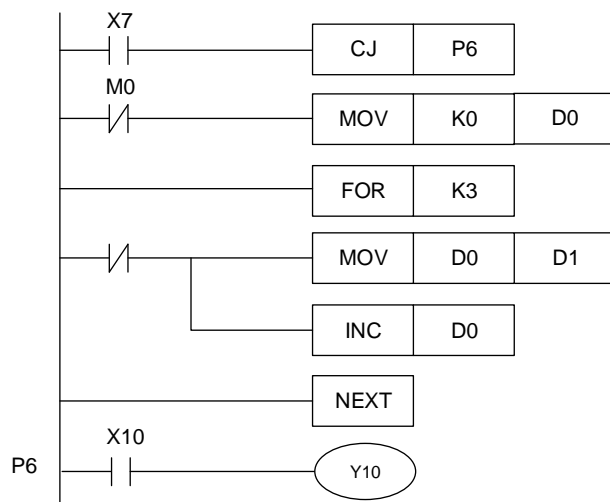 X7
CJ P6
M0
MOV K0 D0
FOR K3
MOV D0 D1
INC D0
NEXT
X10
P6
Y10